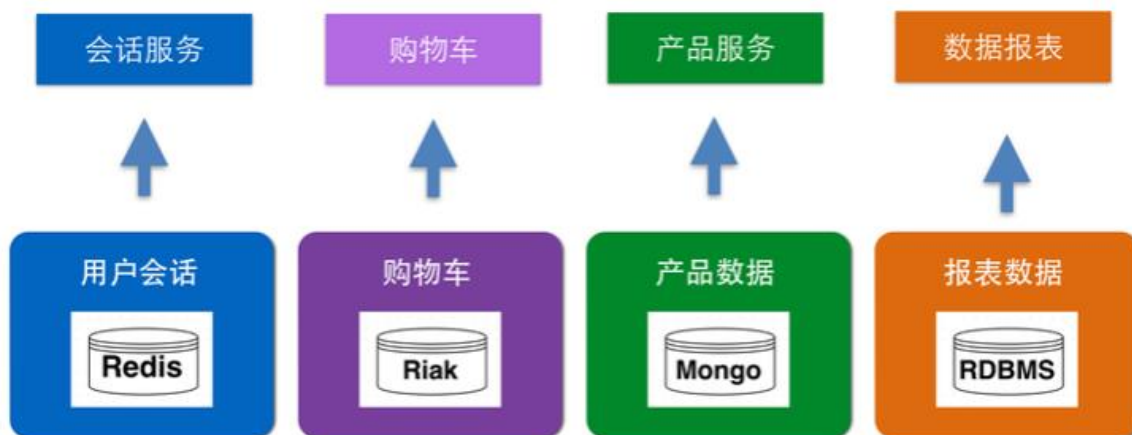 会话服务
购物车
产品服务
数据报表
用户会话
购物车
产品数据
报表数据
Redis
Riak
Mongo
RDBMS